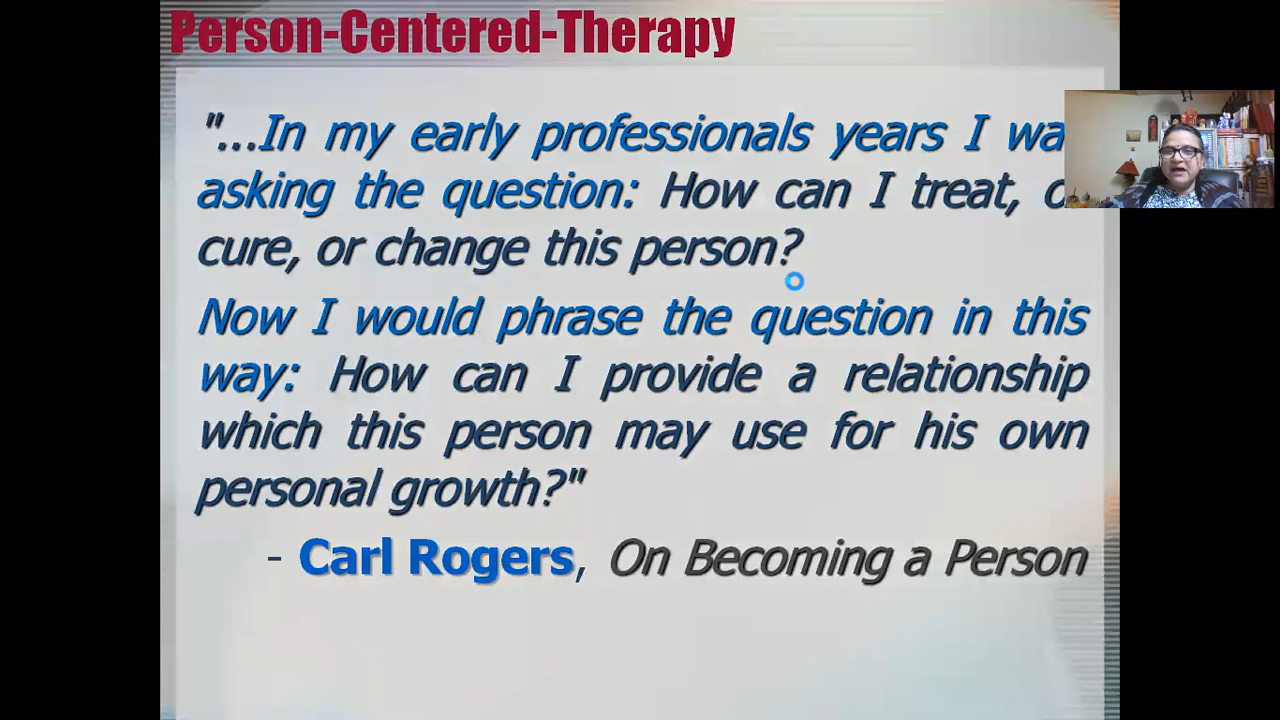 Person-Centered-Therapy
"...In my early professionals years I wa
asking the question: How can I treat, o
cure, or change this person?
Now I would phrase the question in this
way: How can I provide a relationship
which this person may use for his own
personal growth?"
- Carl Rogers, On Becoming a Person